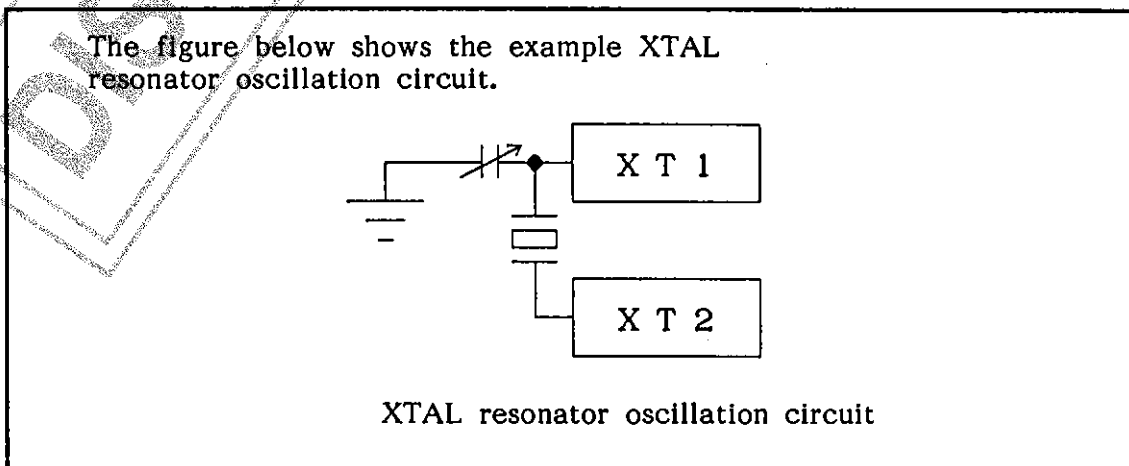 The figure below shows the example XTAL
resonator oscillation circuit.
X T 1
X T 2
XTAL resonator oscillation circuit